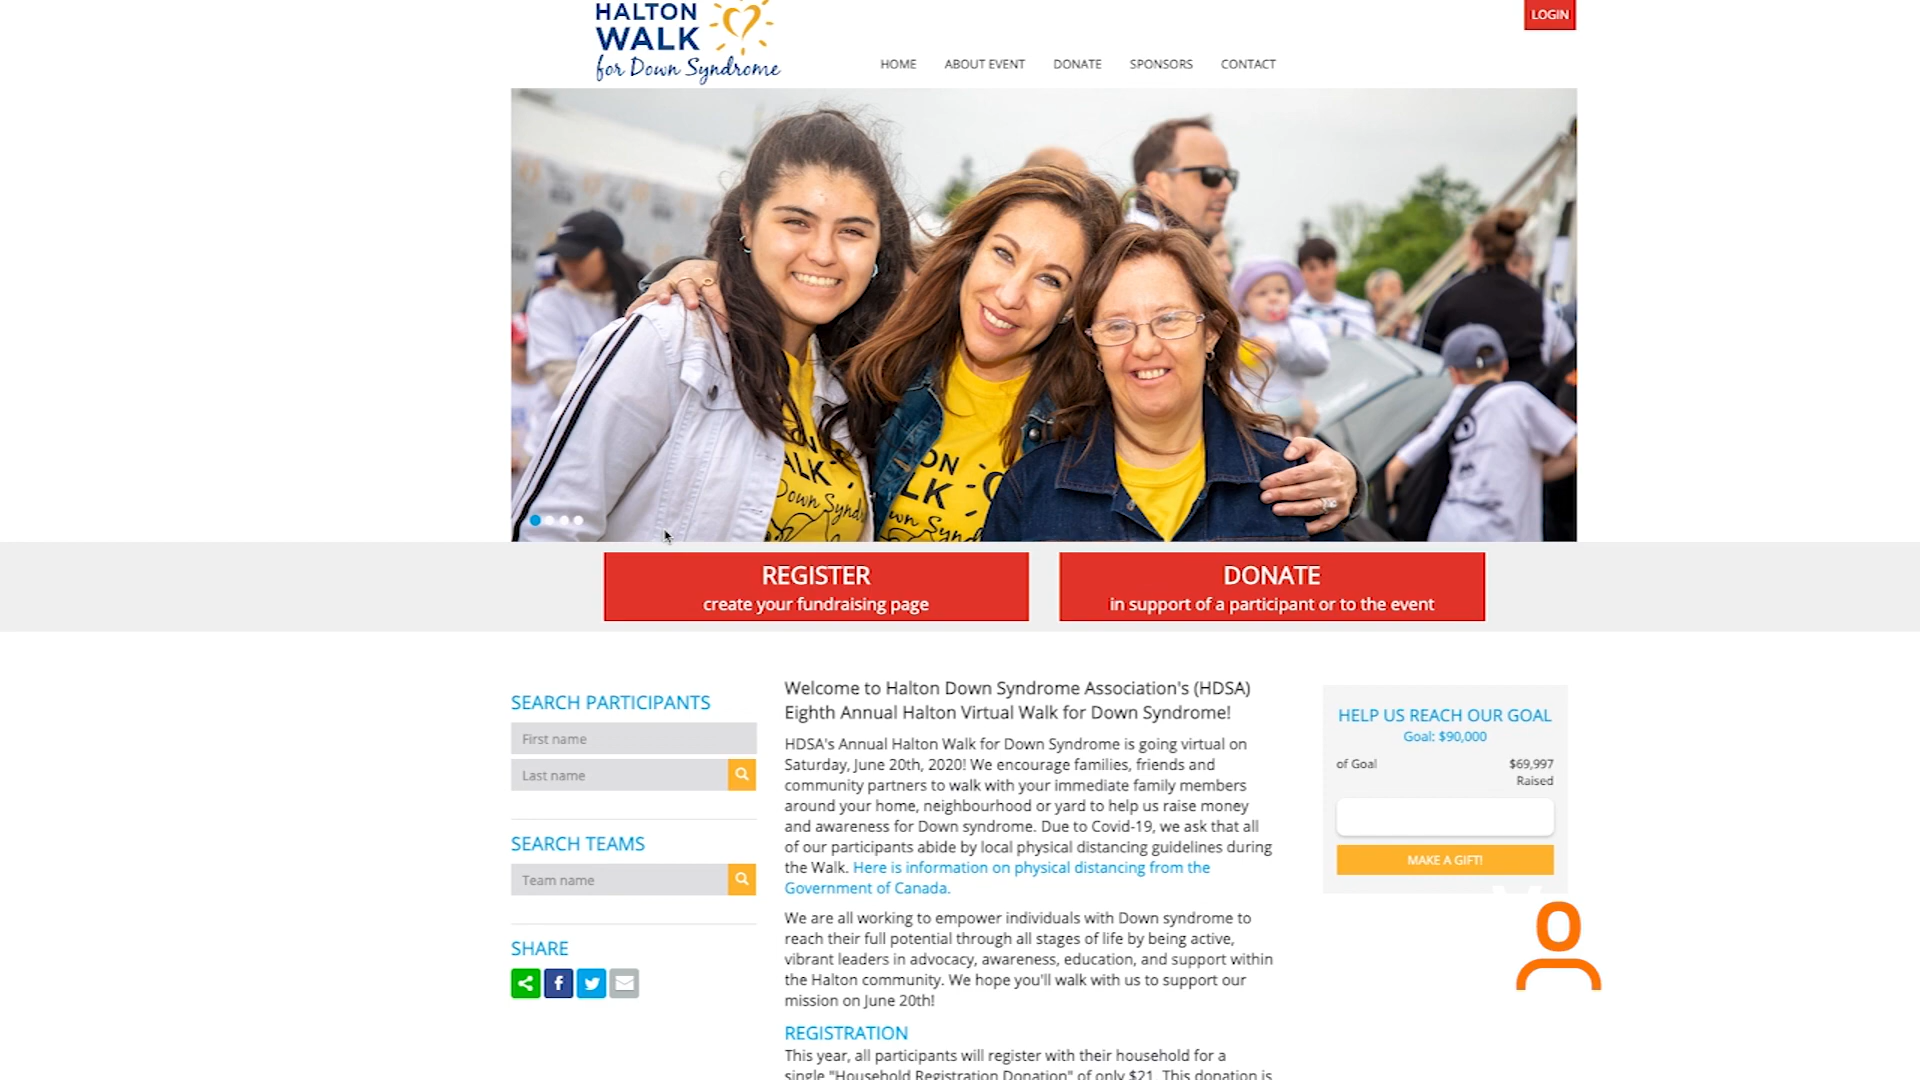 HALTON
WALK
for Down Syndrome
LOGIN
HOME ABOUT EVENT DONATE SPONSORS CONTACT
REGISTER
create your fundraising page
DONATE
in support of a participant or to the event
SEARCH PARTICIPANTS
First name
Last name
SEARCH TEAMS
Team name
SHARE
Welcome to Halton Down Syndrome Association's (HDSA)
Eighth Annual Halton Virtual Walk for Down Syndrome!
HDSA's Annual Halton Walk for Down Syndrome is going virtual on
Saturday, June 20th, 2020! We encourage families, friends and
community partners to walk with your immediate family members
around your home, neighbourhood or yard to help us raise money
and awareness for Down syndrome. Due to Covid-19, we ask that all
of our participants abide by local physical distancing guidelines during
the Walk. Here is information on physical distancing from the
Government of Canada.
We are all working to empower individuals with Down syndrome to
reach their full potential through all stages of life by being active,
vibrant leaders in advocacy, awareness, education, and support within
the Halton community. We hope you'll walk with us to support our
mission on June 20th!
REGISTRATION
This year, all participants will register with their household for a
single "Household Registration Donation" of only $21. This donation is
HELP US REACH OUR GOAL
Goal: $90,000
of Goal $69,997
Raised
MAKE A GIFT!